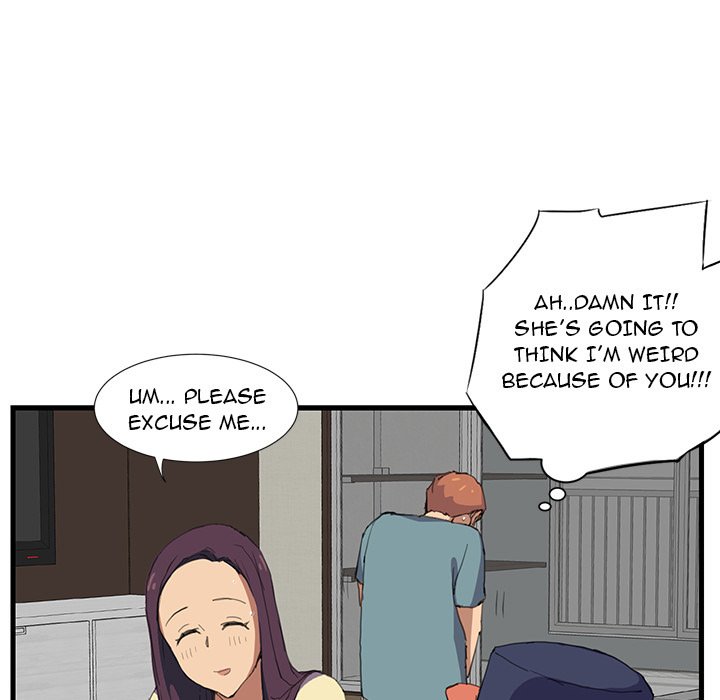 UM... PLEASE
EXCUSE ME...
AH..DAMN IT!!
SHE'S GOING TO
THINK I'M WEIRD
BECAUSE OF YOU!!!